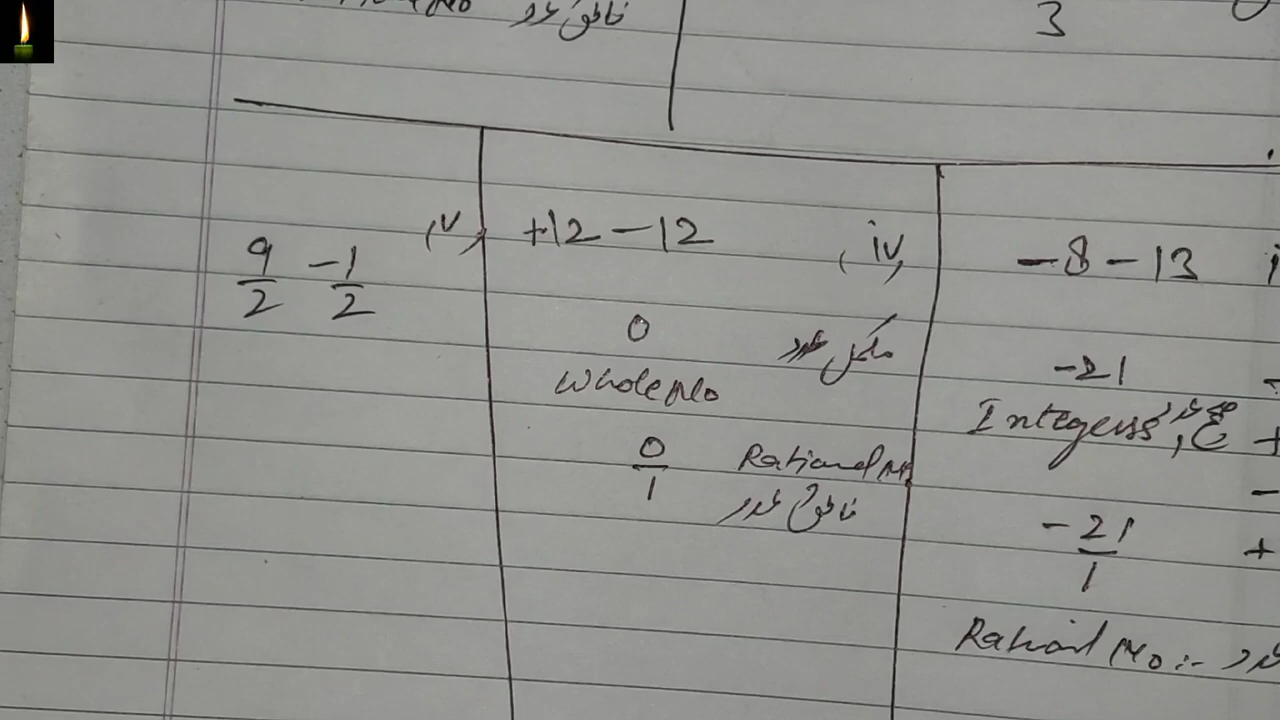 ناطق عدد
3
(v)
9/2 - 1/2
+12 - 12 (iv)
0 مکمل عدد
Whole No
0/1 Rational No
ناطق عدد
-8 - 13
-21
Integers
-21/1
Rational No :- عدد